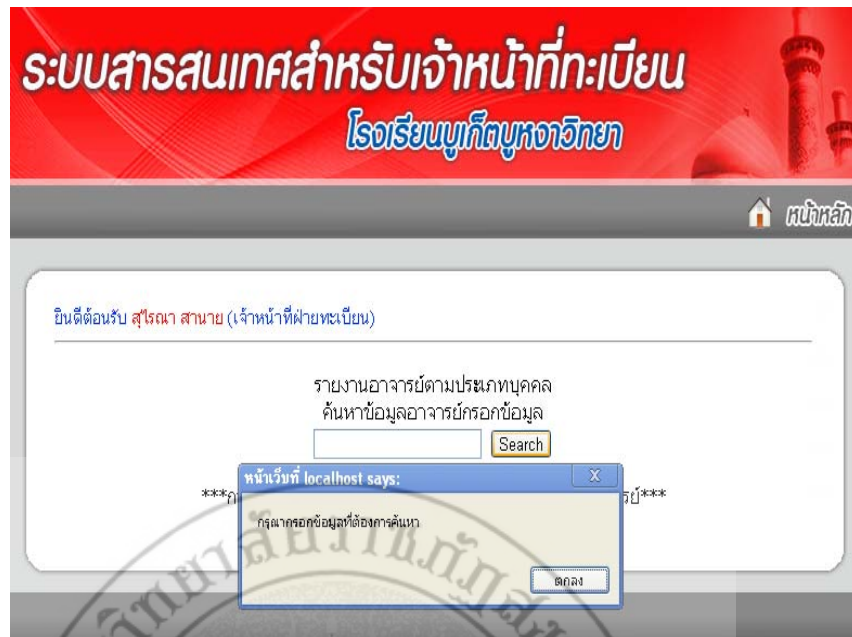 ระบบสารสนเทศสำหรับเจ้าหน้าที่ทะเบียน
โรงเรียนบูเก็ตบูหงาวิทยา
หน้าหลัก
ยินดีต้อนรับ สุไรณา สานาย (เจ้าหน้าที่ฝ่ายทะเบียน)
รายงานอาจารย์ตามประเภทบุคคล
ค้นหาข้อมูลอาจารย์กรอกข้อมูล
Search
หน้าเว็บที่ localhost says:
X
กรุณากรอกข้อมูลที่ต้องการค้นหา
ตกลง